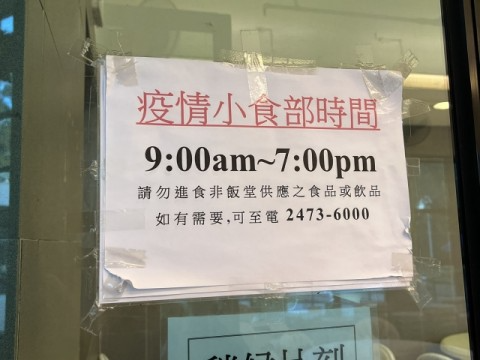 疫情小食部時間
9:00am~7:00pm
請勿進食非飯堂供應之食品或飲品
如有需要,可至電 2473-6000